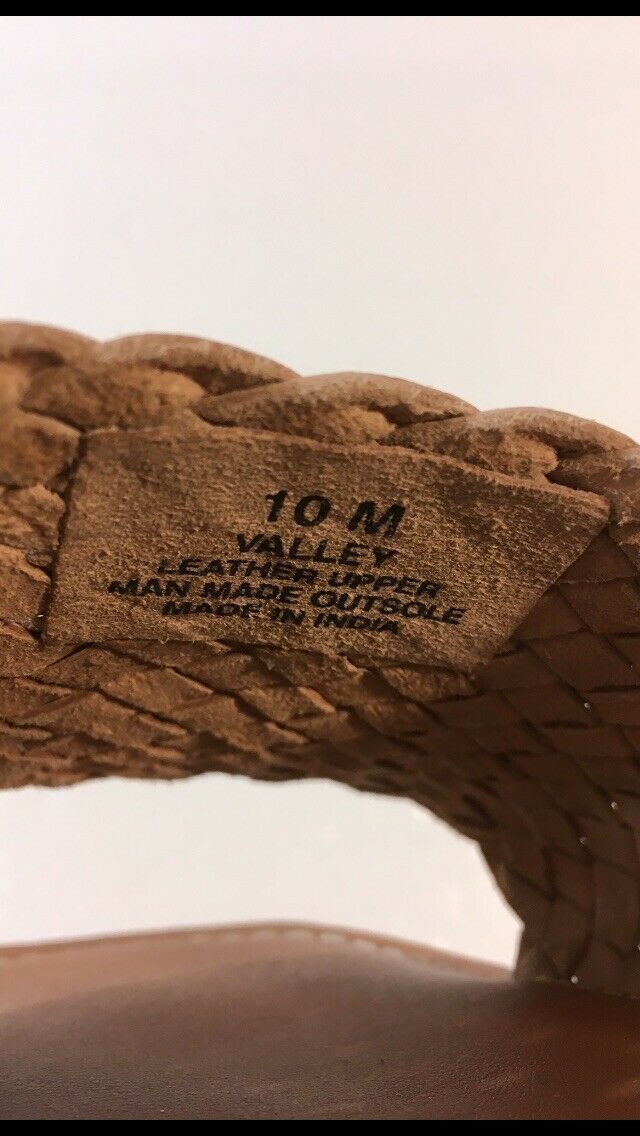 10 M
VALLEY
LEATHER UPPER
MAN MADE OUTSOLE
MADE IN INDIA